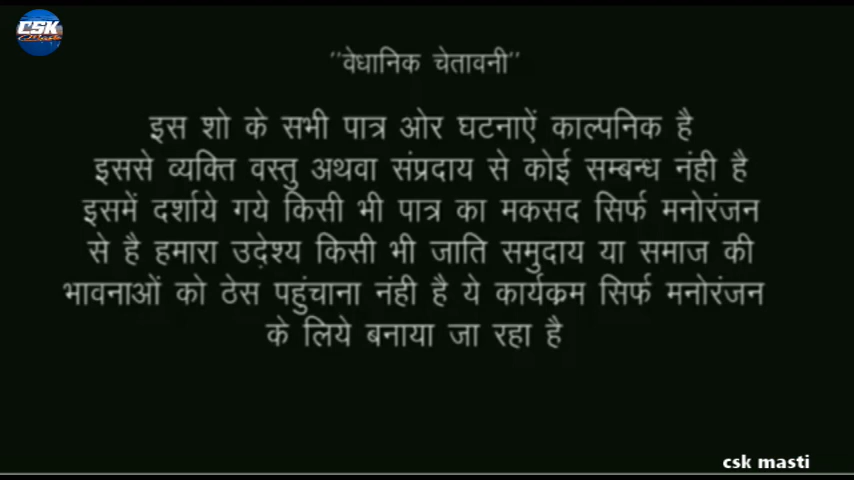 CSK
masti
"वेधानिक चेतावनी"
इस शो के सभी पात्र ओर घटनाऐं काल्पनिक है
इससे व्यक्ति वस्तु अथवा संप्रदाय से कोई सम्बन्ध नंही है
इसमें दर्शाये गये किसी भी पात्र का मकसद सिर्फ मनोरंजन
से है हमारा उदे्श्य किसी भी जाति समुदाय या समाज की
भावनाओं को ठेस पहुंचाना नंही है ये कार्यक्रम सिर्फ मनोरंजन
के लिये बनाया जा रहा है
csk masti